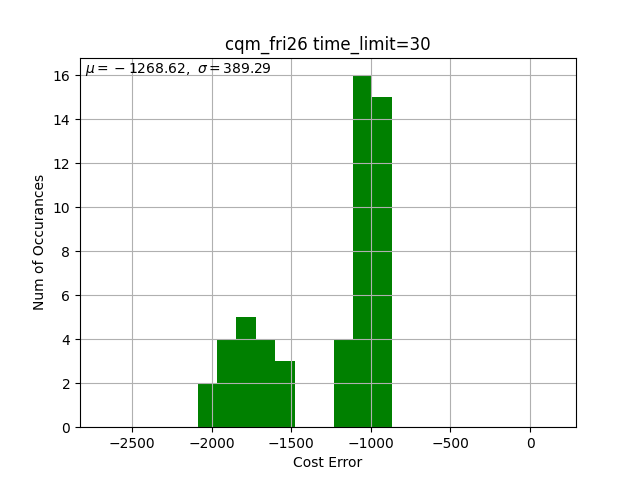 cqm_fri26 time_limit=30
μ = −1268.62, σ = 389.29
16
14
12
10
8
6
4
2
0
Num of Occurances
−2500 −2000 −1500 −1000 −500 0
Cost Error